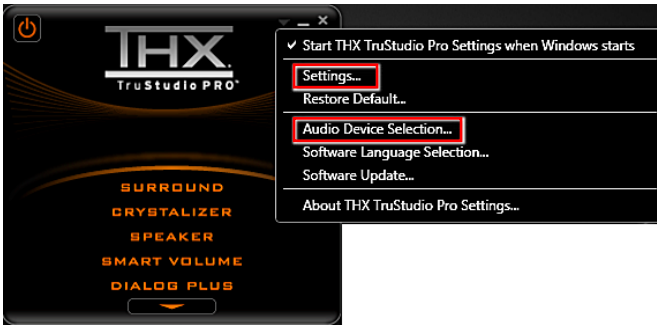 THX
TruStudio PRO™
SURROUND
CRYSTALIZER
SPEAKER
SMART VOLUME
DIALOG PLUS
✓ Start THX TruStudio Pro Settings when Windows starts
Settings...
Restore Default...
Audio Device Selection...
Software Language Selection...
Software Update...
About THX TruStudio Pro Settings...